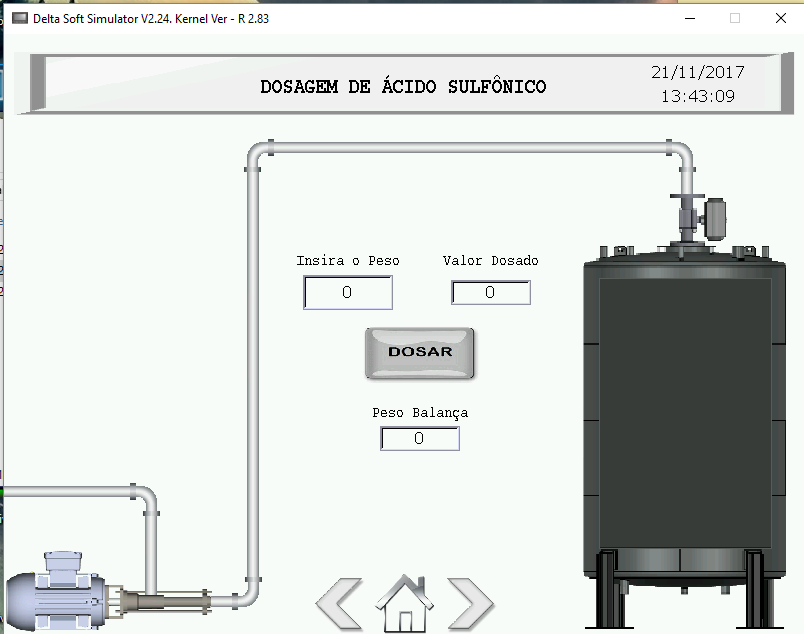 Delta Soft Simulator V2.24. Kernel Ver - R 2.83
DOSAGEM DE ÁCIDO SULFÔNICO
21/11/2017
13:43:09
Insira o Peso
Valor Dosado
0
0
DOSAR
Peso Balança
0